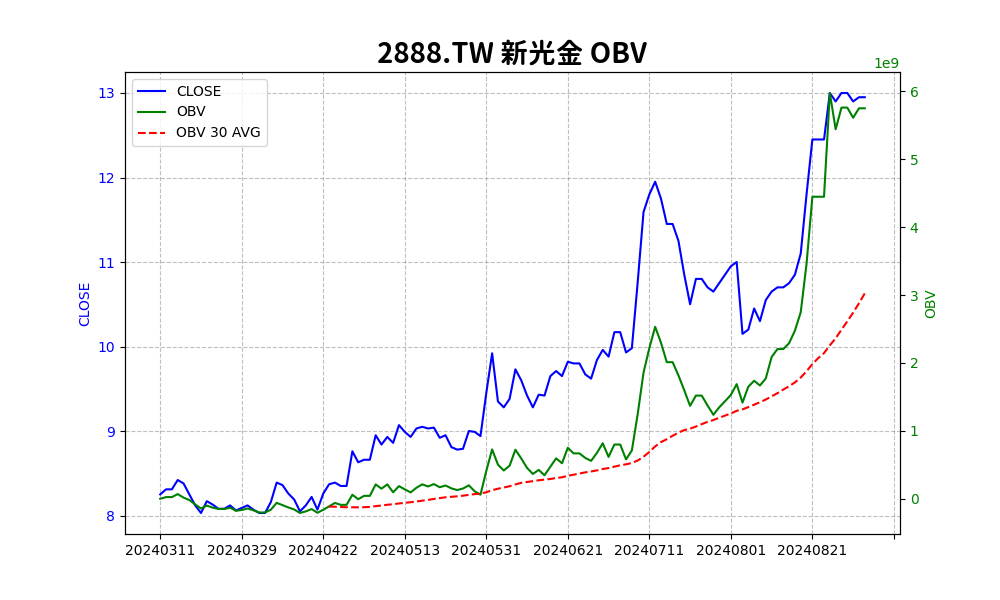 2888.TW 新光金 OBV
1e9
CLOSE
OBV
OBV 30 AVG
13
12
11
10
9
8
CLOSE
6
5
4
3
2
1
0
OBV
20240311 20240329 20240422 20240513 20240531 20240621 20240711 20240801 20240821